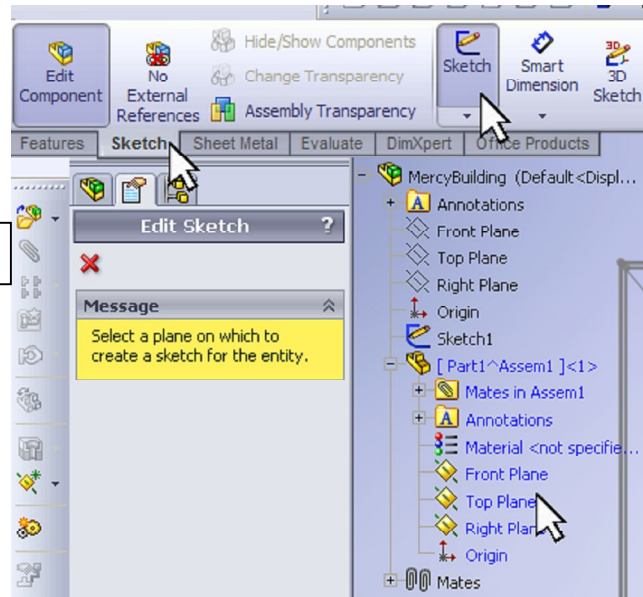 Edit
Component
No
External
References
Hide/Show Components
Change Transparency
Assembly Transparency
Sketch
Smart
Dimension
3D
Sketch
Features
Sketch
Sheet Metal
Evaluate
DimXpert
Office Products
Edit Sketch ?
Message
Select a plane on which to
create a sketch for the entity.
MercyBuilding (Default<Displ...
Annotations
Front Plane
Top Plane
Right Plane
Origin
Sketch1
[ Part1^Assem1 ]<1>
Mates in Assem1
Annotations
Material <not specifie...
Front Plane
Top Plane
Right Plane
Origin
Mates